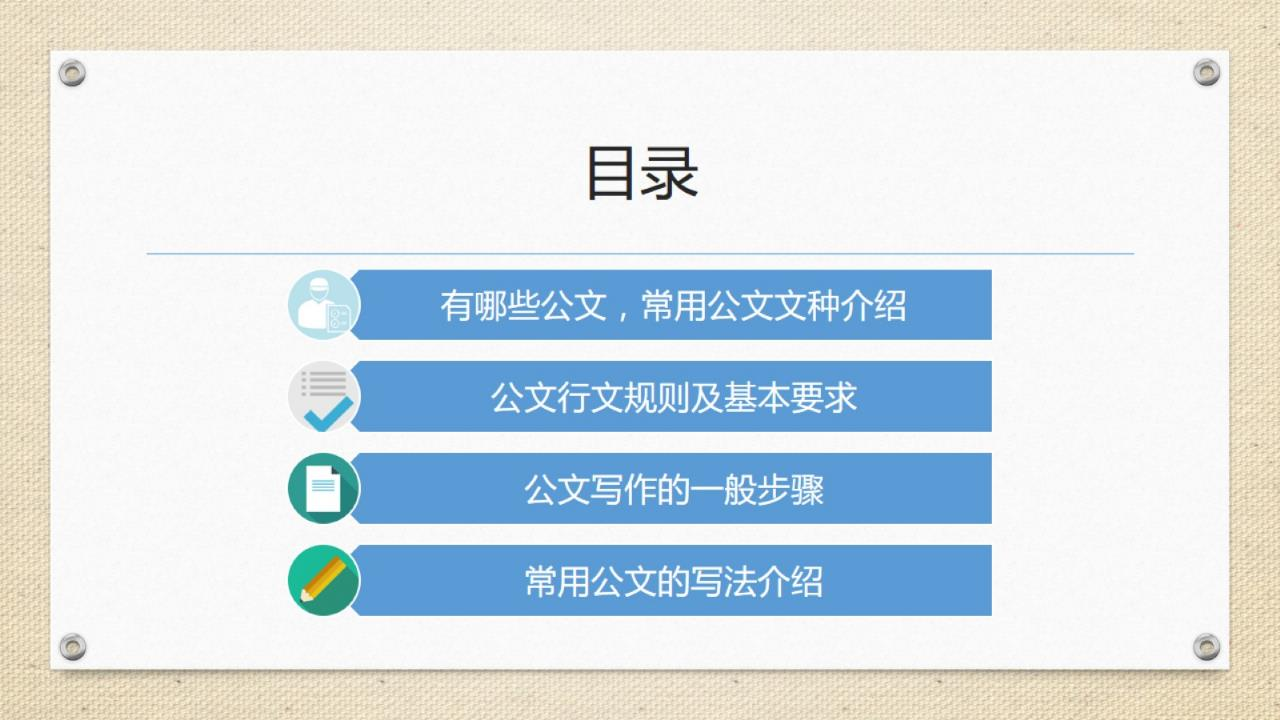 目录
有哪些公文，常用公文文种介绍
公文行文规则及基本要求
公文写作的一般步骤
常用公文的写法介绍